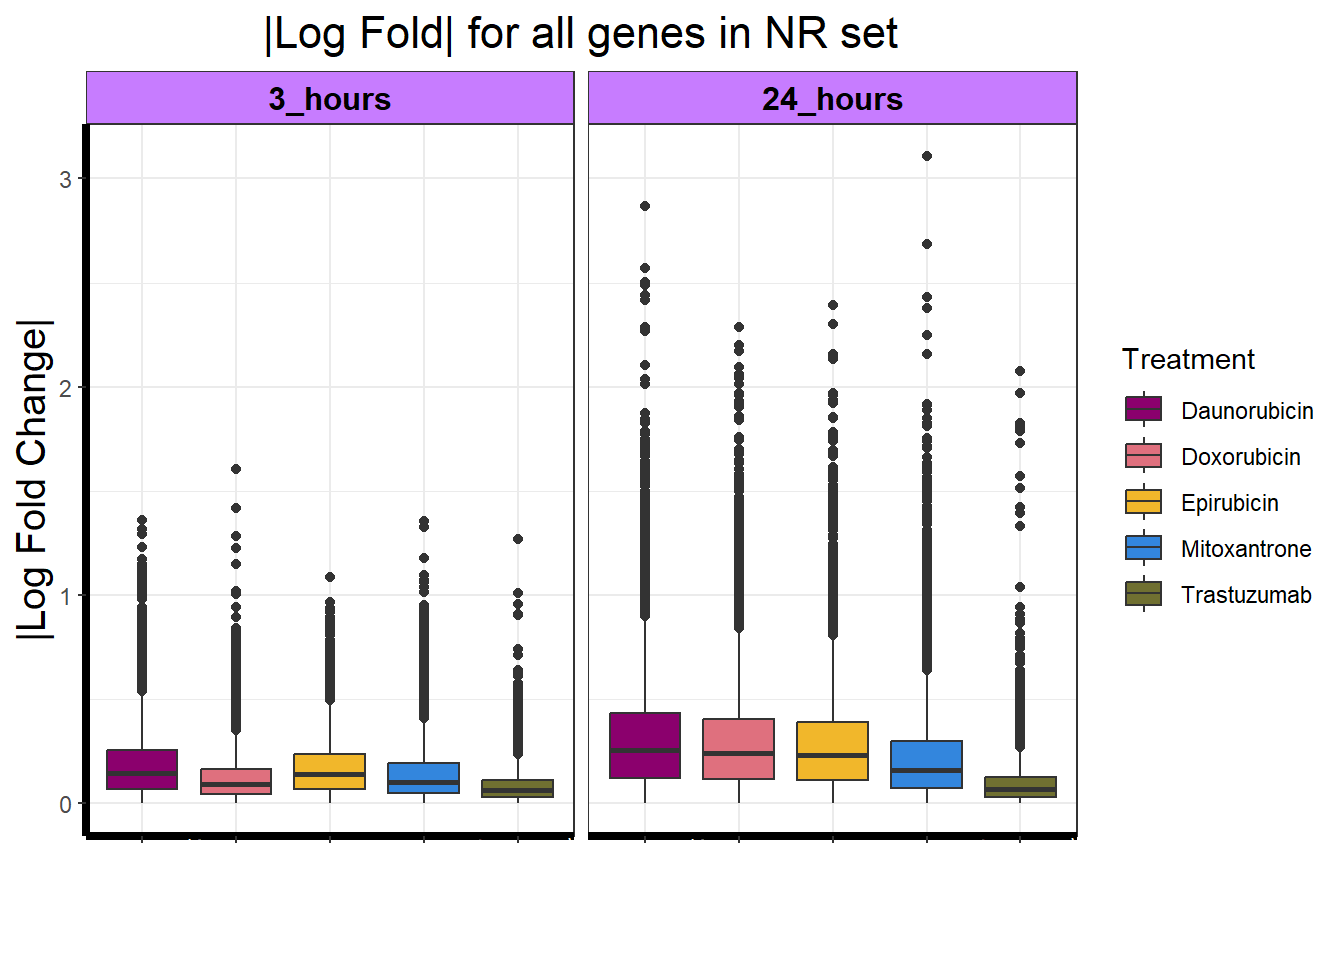 |Log Fold| for all genes in NR set
3_hours
24_hours
|Log Fold Change|
3
2
1
0
Treatment
Daunorubicin
Doxorubicin
Epirubicin
Mitoxantrone
Trastuzumab